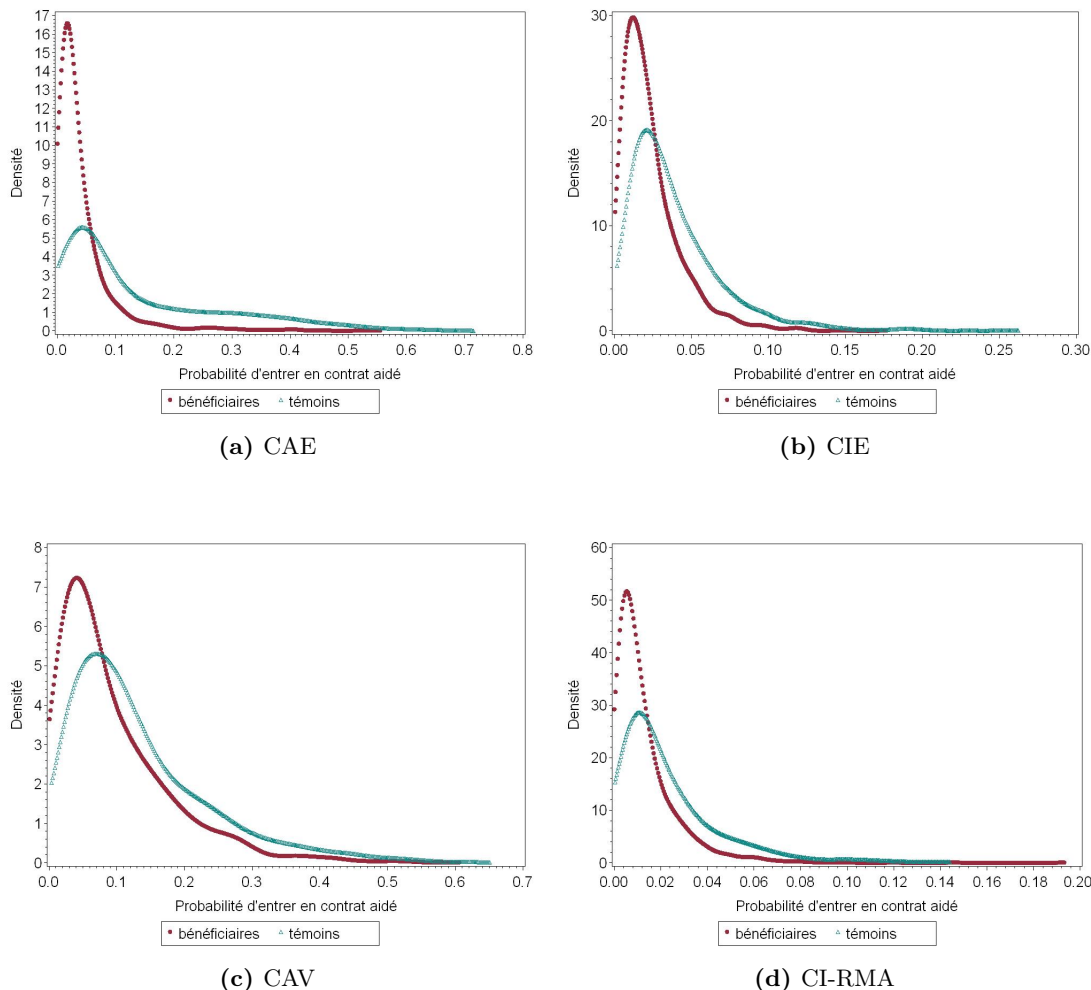 17
16
15
14
13
12
11
10
9
8
7
6
5
4
3
2
1
0
Densité
0.0 0.1 0.2 0.3 0.4 0.5 0.6 0.7 0.8
Probabilité d'entrer en contrat aidé
bénéficiaires témoins
(a) CAE
30
20
10
0
Densité
0.00 0.05 0.10 0.15 0.20 0.25 0.30
Probabilité d'entrer en contrat aidé
bénéficiaires témoins
(b) CIE
8
7
6
5
4
3
2
1
0
Densité
0.0 0.1 0.2 0.3 0.4 0.5 0.6 0.7
Probabilité d'entrer en contrat aidé
bénéficiaires témoins
(c) CAV
60
50
40
30
20
10
0
Densité
0.00 0.02 0.04 0.06 0.08 0.10 0.12 0.14 0.16 0.18 0.20
Probabilité d'entrer en contrat aidé
bénéficiaires témoins
(d) CI-RMA